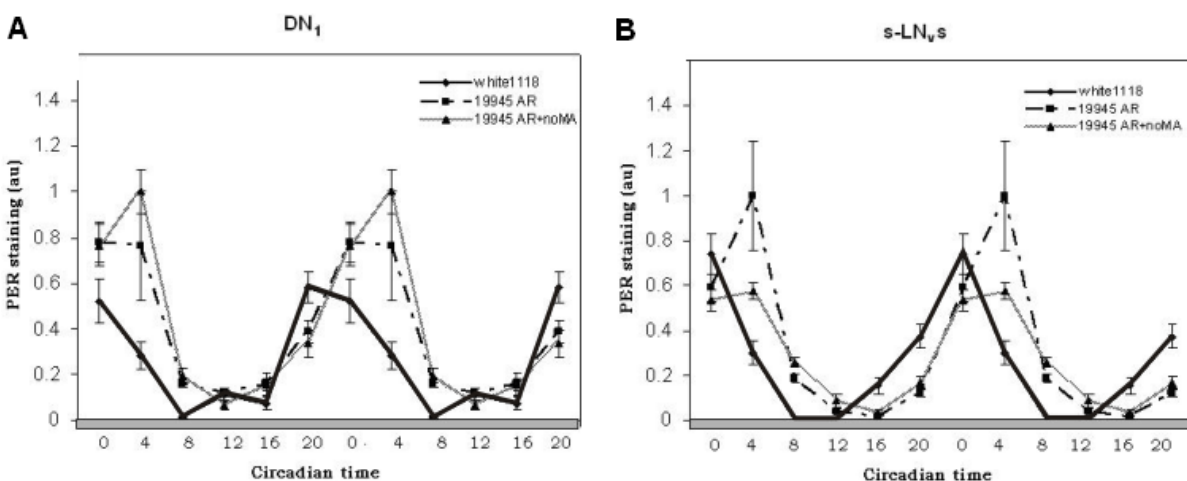 A
DN₁
white1118
19945 AR
19945 AR+noMA
PER staining (au)
1.4
1.2
1
0.8
0.6
0.4
0.2
0
0 4 8 12 16 20 0 4 8 12 16 20
Circadian time
B
s-LNᵥs
white1118
19945 AR
19945 AR+noMA
PER staining (au)
1.4
1.2
1
0.8
0.6
0.4
0.2
0
0 4 8 12 16 20 0 4 8 12 16 20
Circadian time